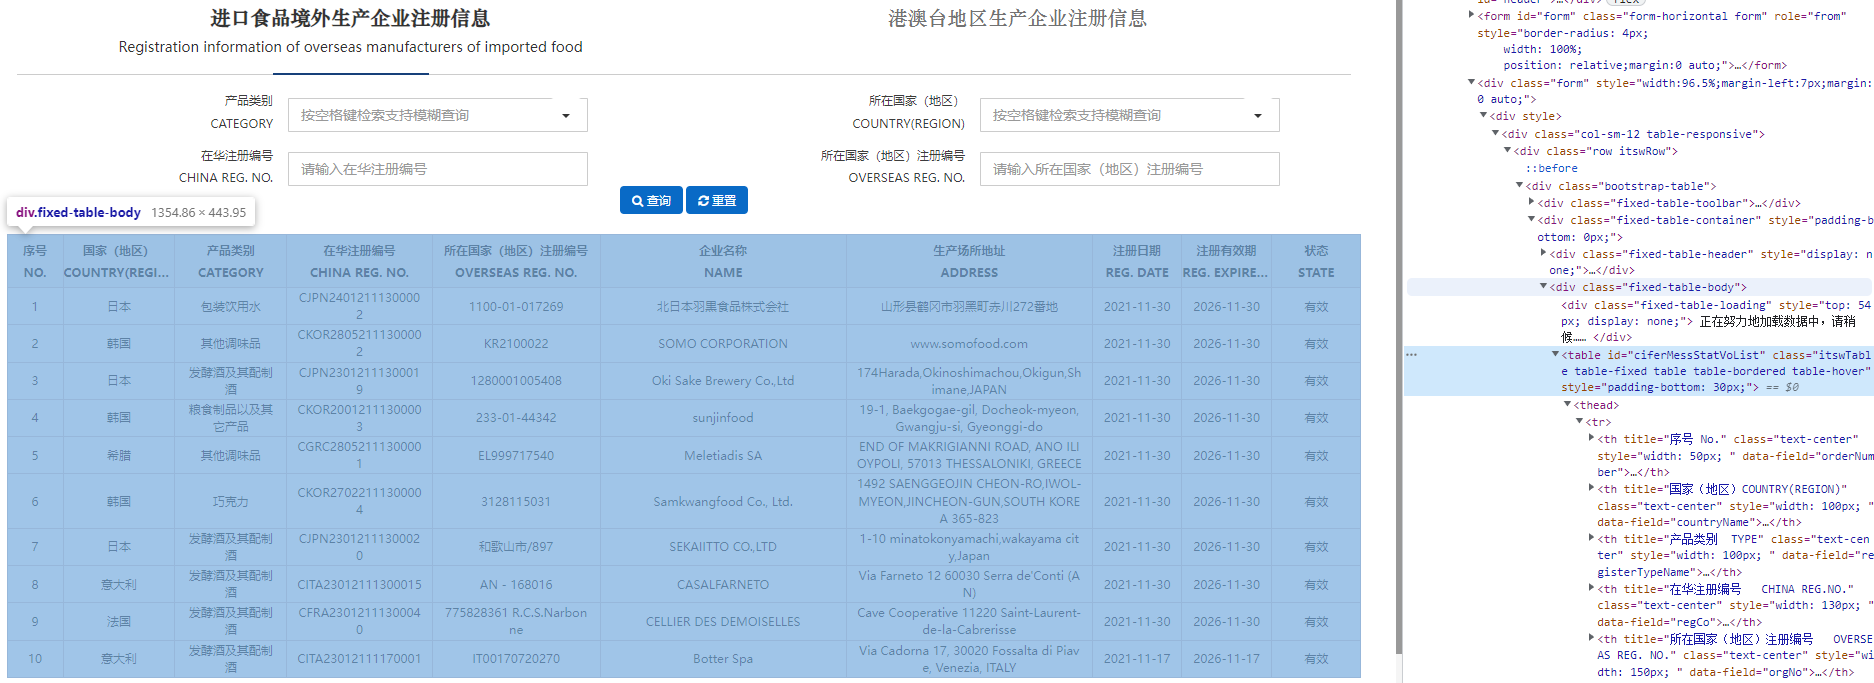 进口食品境外生产企业注册信息
Registration information of overseas manufacturers of imported food
港澳台地区生产企业注册信息
产品类别
CATEGORY
按空格键检索支持模糊查询
所在国家（地区）
COUNTRY(REGION)
按空格键检索支持模糊查询
在华注册编号
CHINA REG. NO.
请输入在华注册编号
所在国家（地区）注册编号
OVERSEAS REG. NO.
请输入所在国家（地区）注册编号
查询
重置
div.fixed-table-body 1354.86 × 443.95
序号 国家（地区） 产品类别 在华注册编号 所在国家（地区）注册编号 企业名称 生产场所地址 注册日期 注册有效期 状态
NO. COUNTRY(REGI... CATEGORY CHINA REG. NO. OVERSEAS REG. NO. NAME ADDRESS REG. DATE REG. EXPIRE... STATE
1 日本 包装饮用水 CJPN24012111300002 1100-01-017269 北日本羽黑食品株式会社 山形县鹤冈市羽黑町赤川272番地 2021-11-30 2026-11-30 有效
2 韩国 其他调味品 CKOR28052111300002 KR2100022 SOMO CORPORATION www.somofood.com 2021-11-30 2026-11-30 有效
3 日本 发酵酒及其配制酒 CJPN23012111300019 1280001005408 Oki Sake Brewery Co.,Ltd 174Harada,Okinoshimachou,Okigun,Shimane,JAPAN 2021-11-30 2026-11-30 有效
4 韩国 粮食制品以及其它产品 CKOR20012111300003 233-01-44342 sunjinfood 19-1, Baekgogae-gil, Docheok-myeon, Gwangju-si, Gyeonggi-do 2021-11-30 2026-11-30 有效
5 希腊 其他调味品 CGRC28052111300001 EL999717540 Meletiadis SA END OF MAKRIGIANNI ROAD, ANO ILIOYPOLI, 57013 THESSALONIKI, GREECE 2021-11-30 2026-11-30 有效
6 韩国 巧克力 CKOR27022111300004 3128115031 Samkwangfood Co., Ltd. 1492 SAENGGEOJIN CHEON-RO,IWOL-MYEON,JINCHEON-GUN,SOUTH KOREA 365-823 2021-11-30 2026-11-30 有效
7 日本 发酵酒及其配制酒 CJPN23012111300020 和歌山市/897 SEKAIITTO CO.,LTD 1-10 minatokonyamachi,wakayama city,Japan 2021-11-30 2026-11-30 有效
8 意大利 发酵酒及其配制酒 CITA23012111300015 AN - 168016 CASALFARNETO Via Farneto 12 60030 Serra de'Conti (AN) 2021-11-30 2026-11-30 有效
9 法国 发酵酒及其配制酒 CFRA23012111300040 775828361 R.C.S.Narbonne CELLIER DES DEMOISELLES Cave Cooperative 11220 Saint-Laurent-de-la-Cabrerisse 2021-11-30 2026-11-30 有效
10 意大利 发酵酒及其配制酒 CITA23012111170001 IT00170720270 Botter Spa Via Cadorna 17, 30020 Fossalta di Piave, Venezia, ITALY 2021-11-17 2026-11-17 有效
<form id="form" class="form-horizontal form" role="from"
style="border-radius: 4px;
width: 100%;
position: relative;margin:0 auto;">…</form>
<div class="form" style="width:96.5%;margin-left:7px;margin:
0 auto;">
<div style>
<div class="col-sm-12 table-responsive">
<div class="row itswRow">
::before
<div class="bootstrap-table">
<div class="fixed-table-toolbar">…</div>
<div class="fixed-table-container" style="padding-b
ottom: 0px;">
<div class="fixed-table-header" style="display: n
one;">…</div>
<div class="fixed-table-body">
<div class="fixed-table-loading" style="top: 54
px; display: none;"> 正在努力地加载数据中，请稍
候…… </div>
<table id="ciferMessStatVoList" class="itswTabl
e table-fixed table table-bordered table-hover"
style="padding-bottom: 30px;"> == $0
<thead>
<tr>
<th title="序号 No." class="text-center"
style="width: 50px; " data-field="orderNum
ber">…</th>
<th title="国家（地区）COUNTRY(REGION)"
class="text-center" style="width: 100px; "
data-field="countryName">…</th>
<th title="产品类别 TYPE" class="text-cen
ter" style="width: 100px; " data-field="re
gisterTypeName">…</th>
<th title="在华注册编号 CHINA REG.NO."
class="text-center" style="width: 130px; "
data-field="regCo">…</th>
<th title="所在国家（地区）注册编号 OVERSE
AS REG. NO." class="text-center" style="wi
dth: 150px; " data-field="orgNo">…</th>